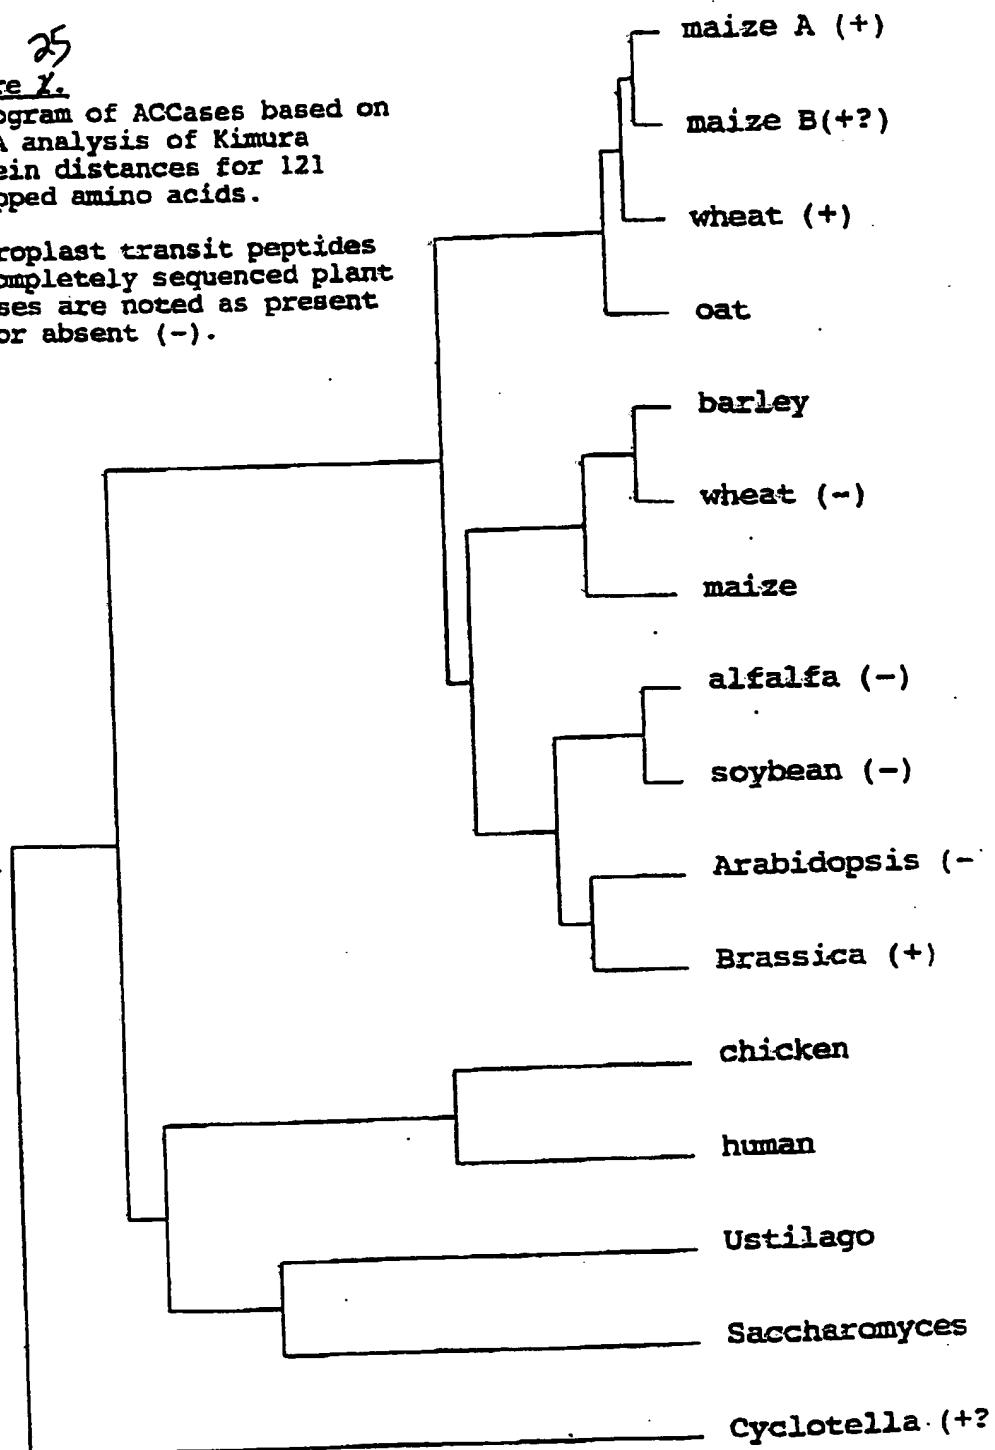 25
re 7.
ogram of ACCases based on
A analysis of Kimura
ein distances for 121
pped amino acids.
roplast transit peptides
ompletely sequenced plant
ses are noted as present
or absent (-).
maize A (+)
maize B(+?)
wheat (+)
oat
barley
wheat (-)
maize
alfalfa (-)
soybean (-)
Arabidopsis (-
Brassica (+)
chicken
human
Ustilago
Saccharomyces
Cyclotella (+?